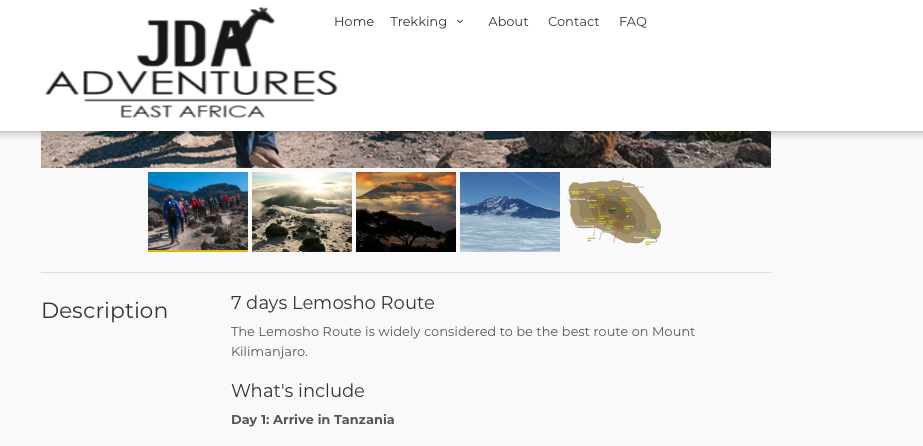 JDA
ADVENTURES
EAST AFRICA
Home Trekking About Contact FAQ
Description
7 days Lemosho Route
The Lemosho Route is widely considered to be the best route on Mount
Kilimanjaro.
What's include
Day 1: Arrive in Tanzania